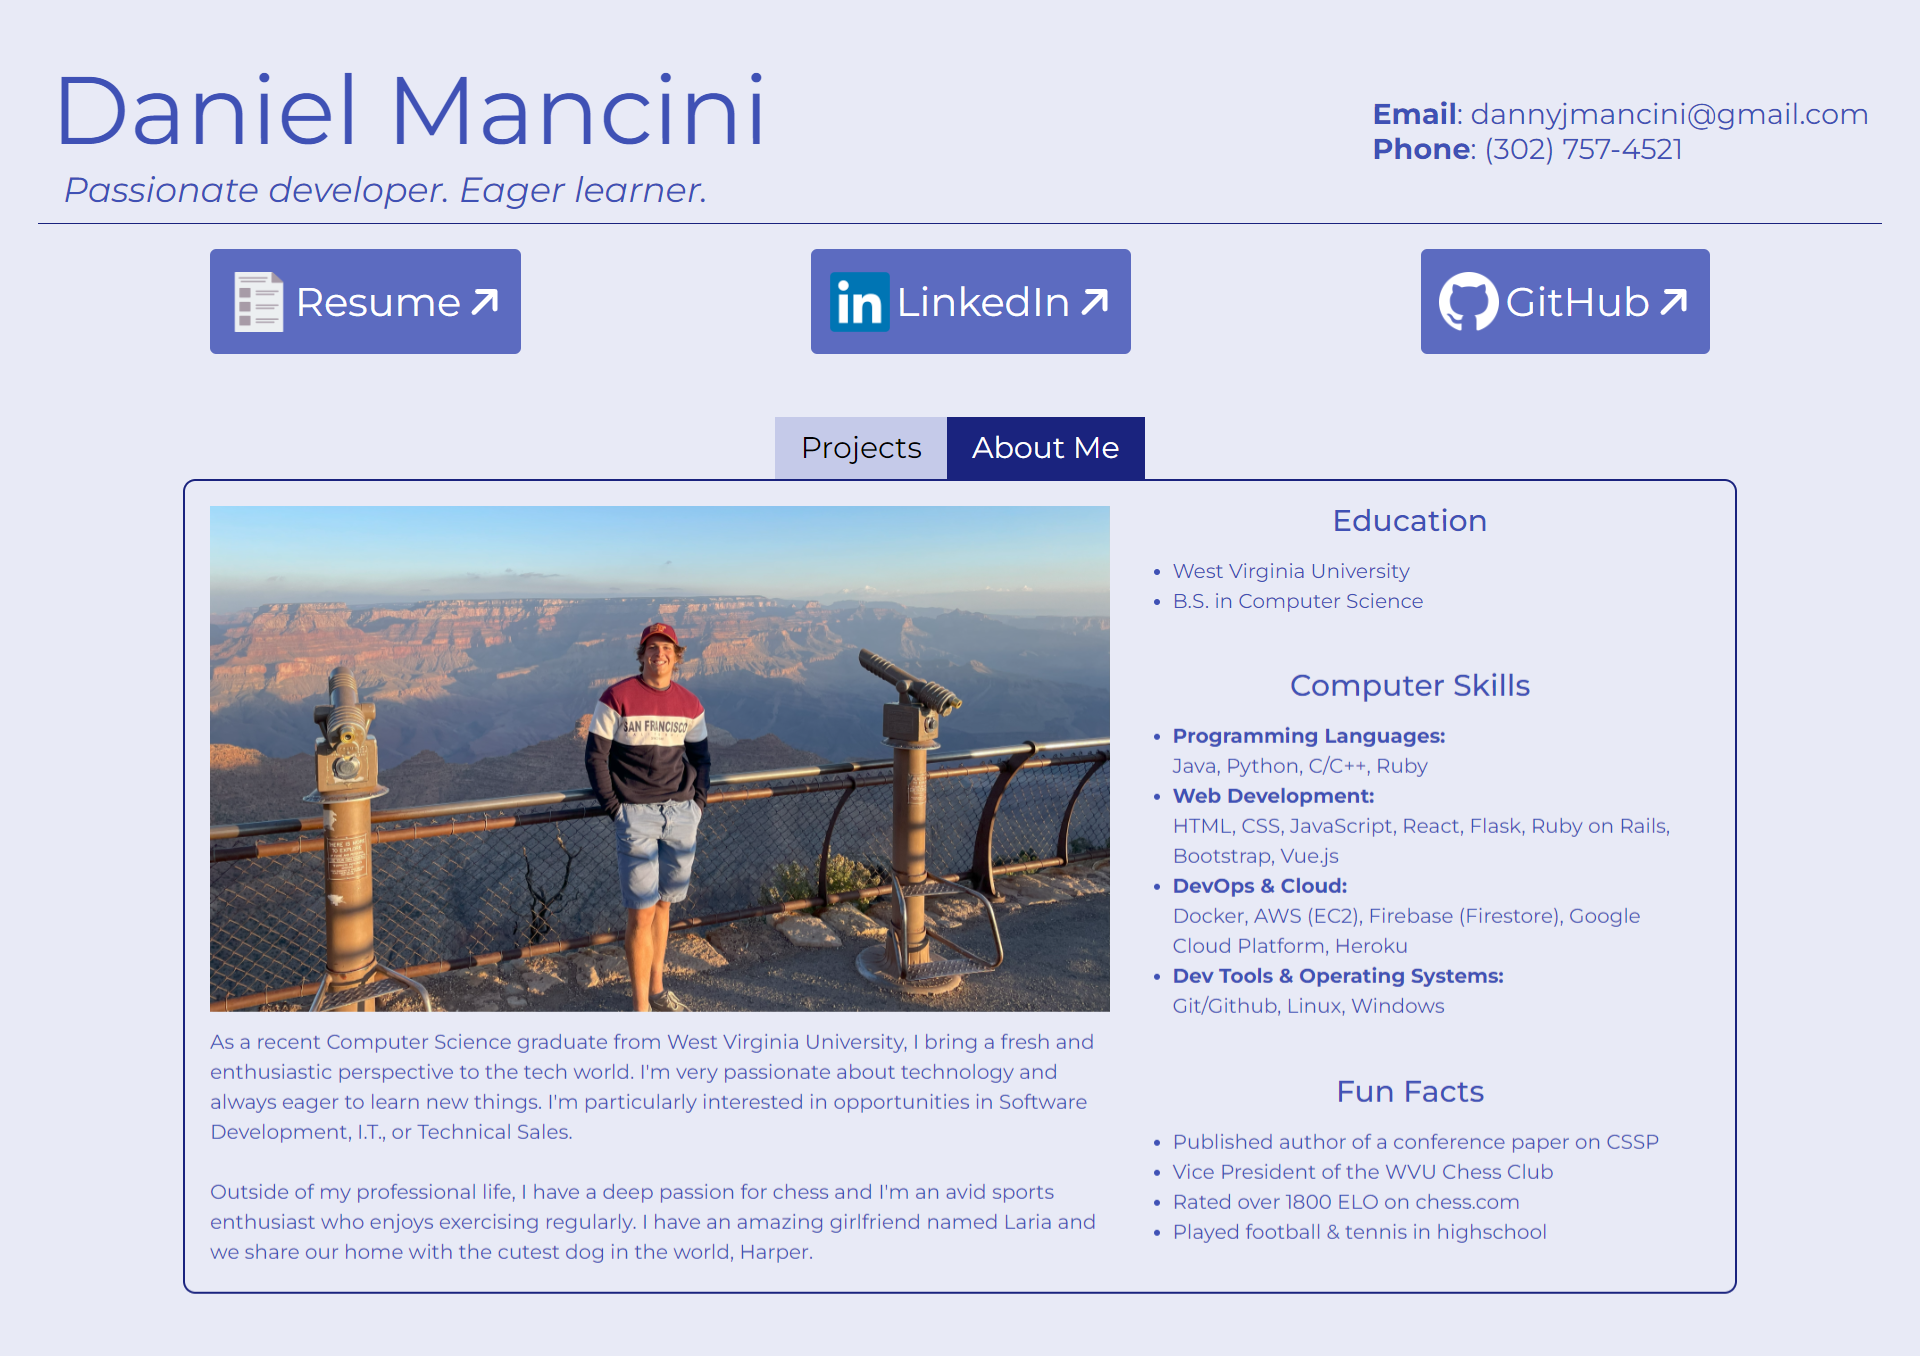 Daniel Mancini
Passionate developer. Eager learner.
Email: dannyjmancini@gmail.com
Phone: (302) 757-4521
Resume
in LinkedIn
GitHub
Projects
About Me
SAN FRANCISCO
As a recent Computer Science graduate from West Virginia University, I bring a fresh and
enthusiastic perspective to the tech world. I'm very passionate about technology and
always eager to learn new things. I'm particularly interested in opportunities in Software
Development, I.T., or Technical Sales.
Outside of my professional life, I have a deep passion for chess and I'm an avid sports
enthusiast who enjoys exercising regularly. I have an amazing girlfriend named Laria and
we share our home with the cutest dog in the world, Harper.
Education
West Virginia University
B.S. in Computer Science
Computer Skills
Programming Languages:
Java, Python, C/C++, Ruby
Web Development:
HTML, CSS, JavaScript, React, Flask, Ruby on Rails,
Bootstrap, Vue.js
DevOps & Cloud:
Docker, AWS (EC2), Firebase (Firestore), Google
Cloud Platform, Heroku
Dev Tools & Operating Systems:
Git/Github, Linux, Windows
Fun Facts
Published author of a conference paper on CSSP
Vice President of the WVU Chess Club
Rated over 1800 ELO on chess.com
Played football & tennis in highschool